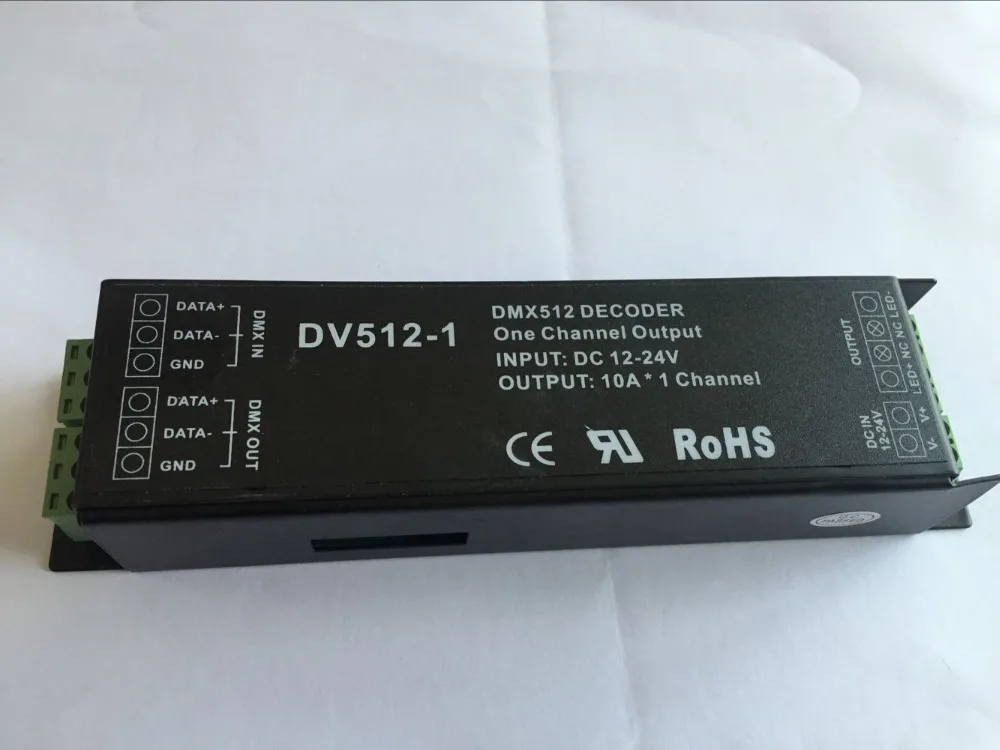 DATA+
DATA-
GND
DMX IN
DATA+
DATA-
GND
DMX OUT
DV512-1
DMX512 DECODER
One Channel Output
INPUT: DC 12-24V
OUTPUT: 10A * 1 Channel
CE RU RoHS
OUTPUT
LED+ NC NC LED-
DC IN
12-24V
V- V+